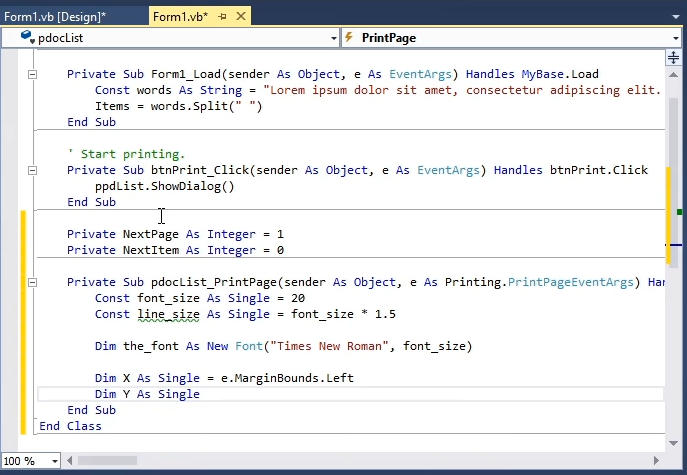 Form1.vb [Design]*
Form1.vb*
pdocList
PrintPage
Private Sub Form1_Load(sender As Object, e As EventArgs) Handles MyBase.Load
Const words As String = "Lorem ipsum dolor sit amet, consectetur adipiscing elit.
Items = words.Split(" ")
End Sub
' Start printing.
Private Sub btnPrint_Click(sender As Object, e As EventArgs) Handles btnPrint.Click
ppdList.ShowDialog()
End Sub
Private NextPage As Integer = 1
Private NextItem As Integer = 0
Private Sub pdocList_PrintPage(sender As Object, e As Printing.PrintPageEventArgs) Har
Const font_size As Single = 20
Const line_size As Single = font_size * 1.5
Dim the_font As New Font("Times New Roman", font_size)
Dim X As Single = e.MarginBounds.Left
Dim Y As Single
End Sub
End Class
100 %